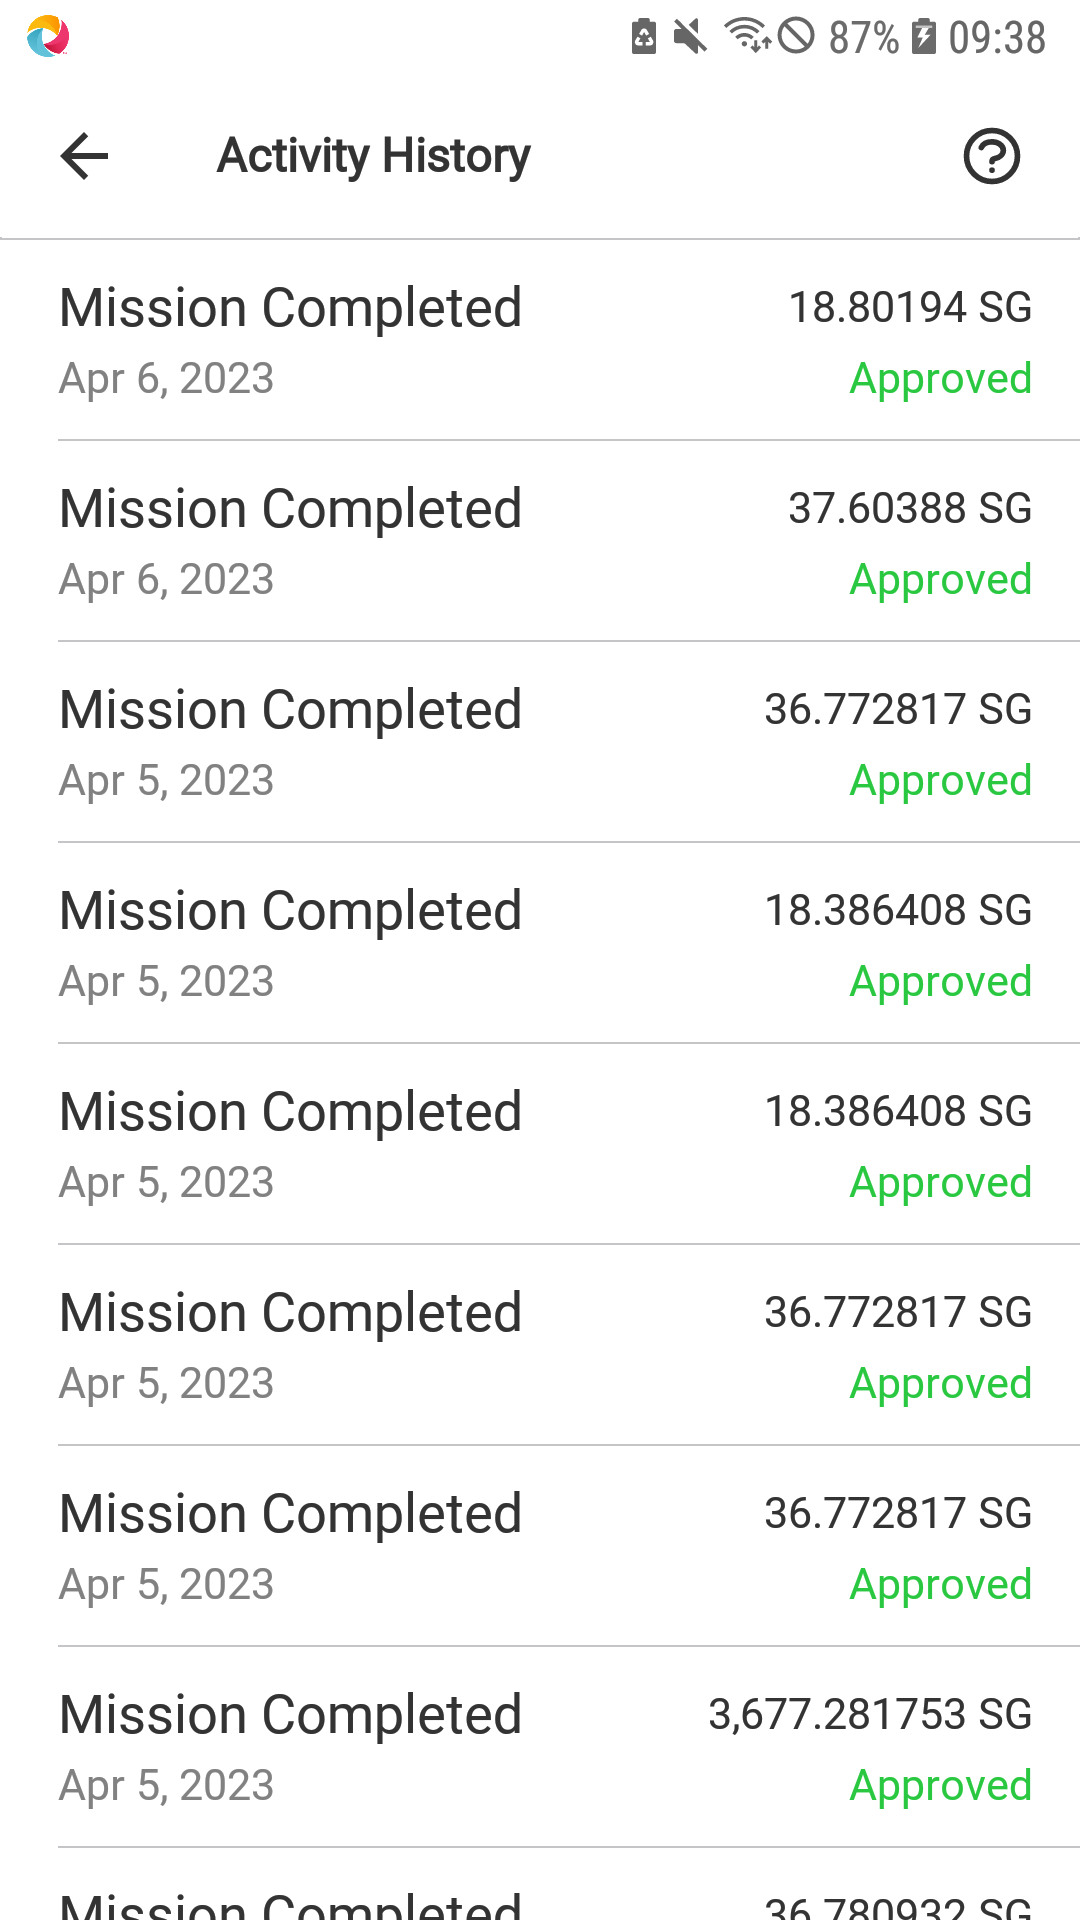 87% 09:38
Activity History
Mission Completed 18.80194 SG
Apr 6, 2023 Approved
Mission Completed 37.60388 SG
Apr 6, 2023 Approved
Mission Completed 36.772817 SG
Apr 5, 2023 Approved
Mission Completed 18.386408 SG
Apr 5, 2023 Approved
Mission Completed 18.386408 SG
Apr 5, 2023 Approved
Mission Completed 36.772817 SG
Apr 5, 2023 Approved
Mission Completed 36.772817 SG
Apr 5, 2023 Approved
Mission Completed 3,677.281753 SG
Apr 5, 2023 Approved
Mission Completed 36.780932 SG